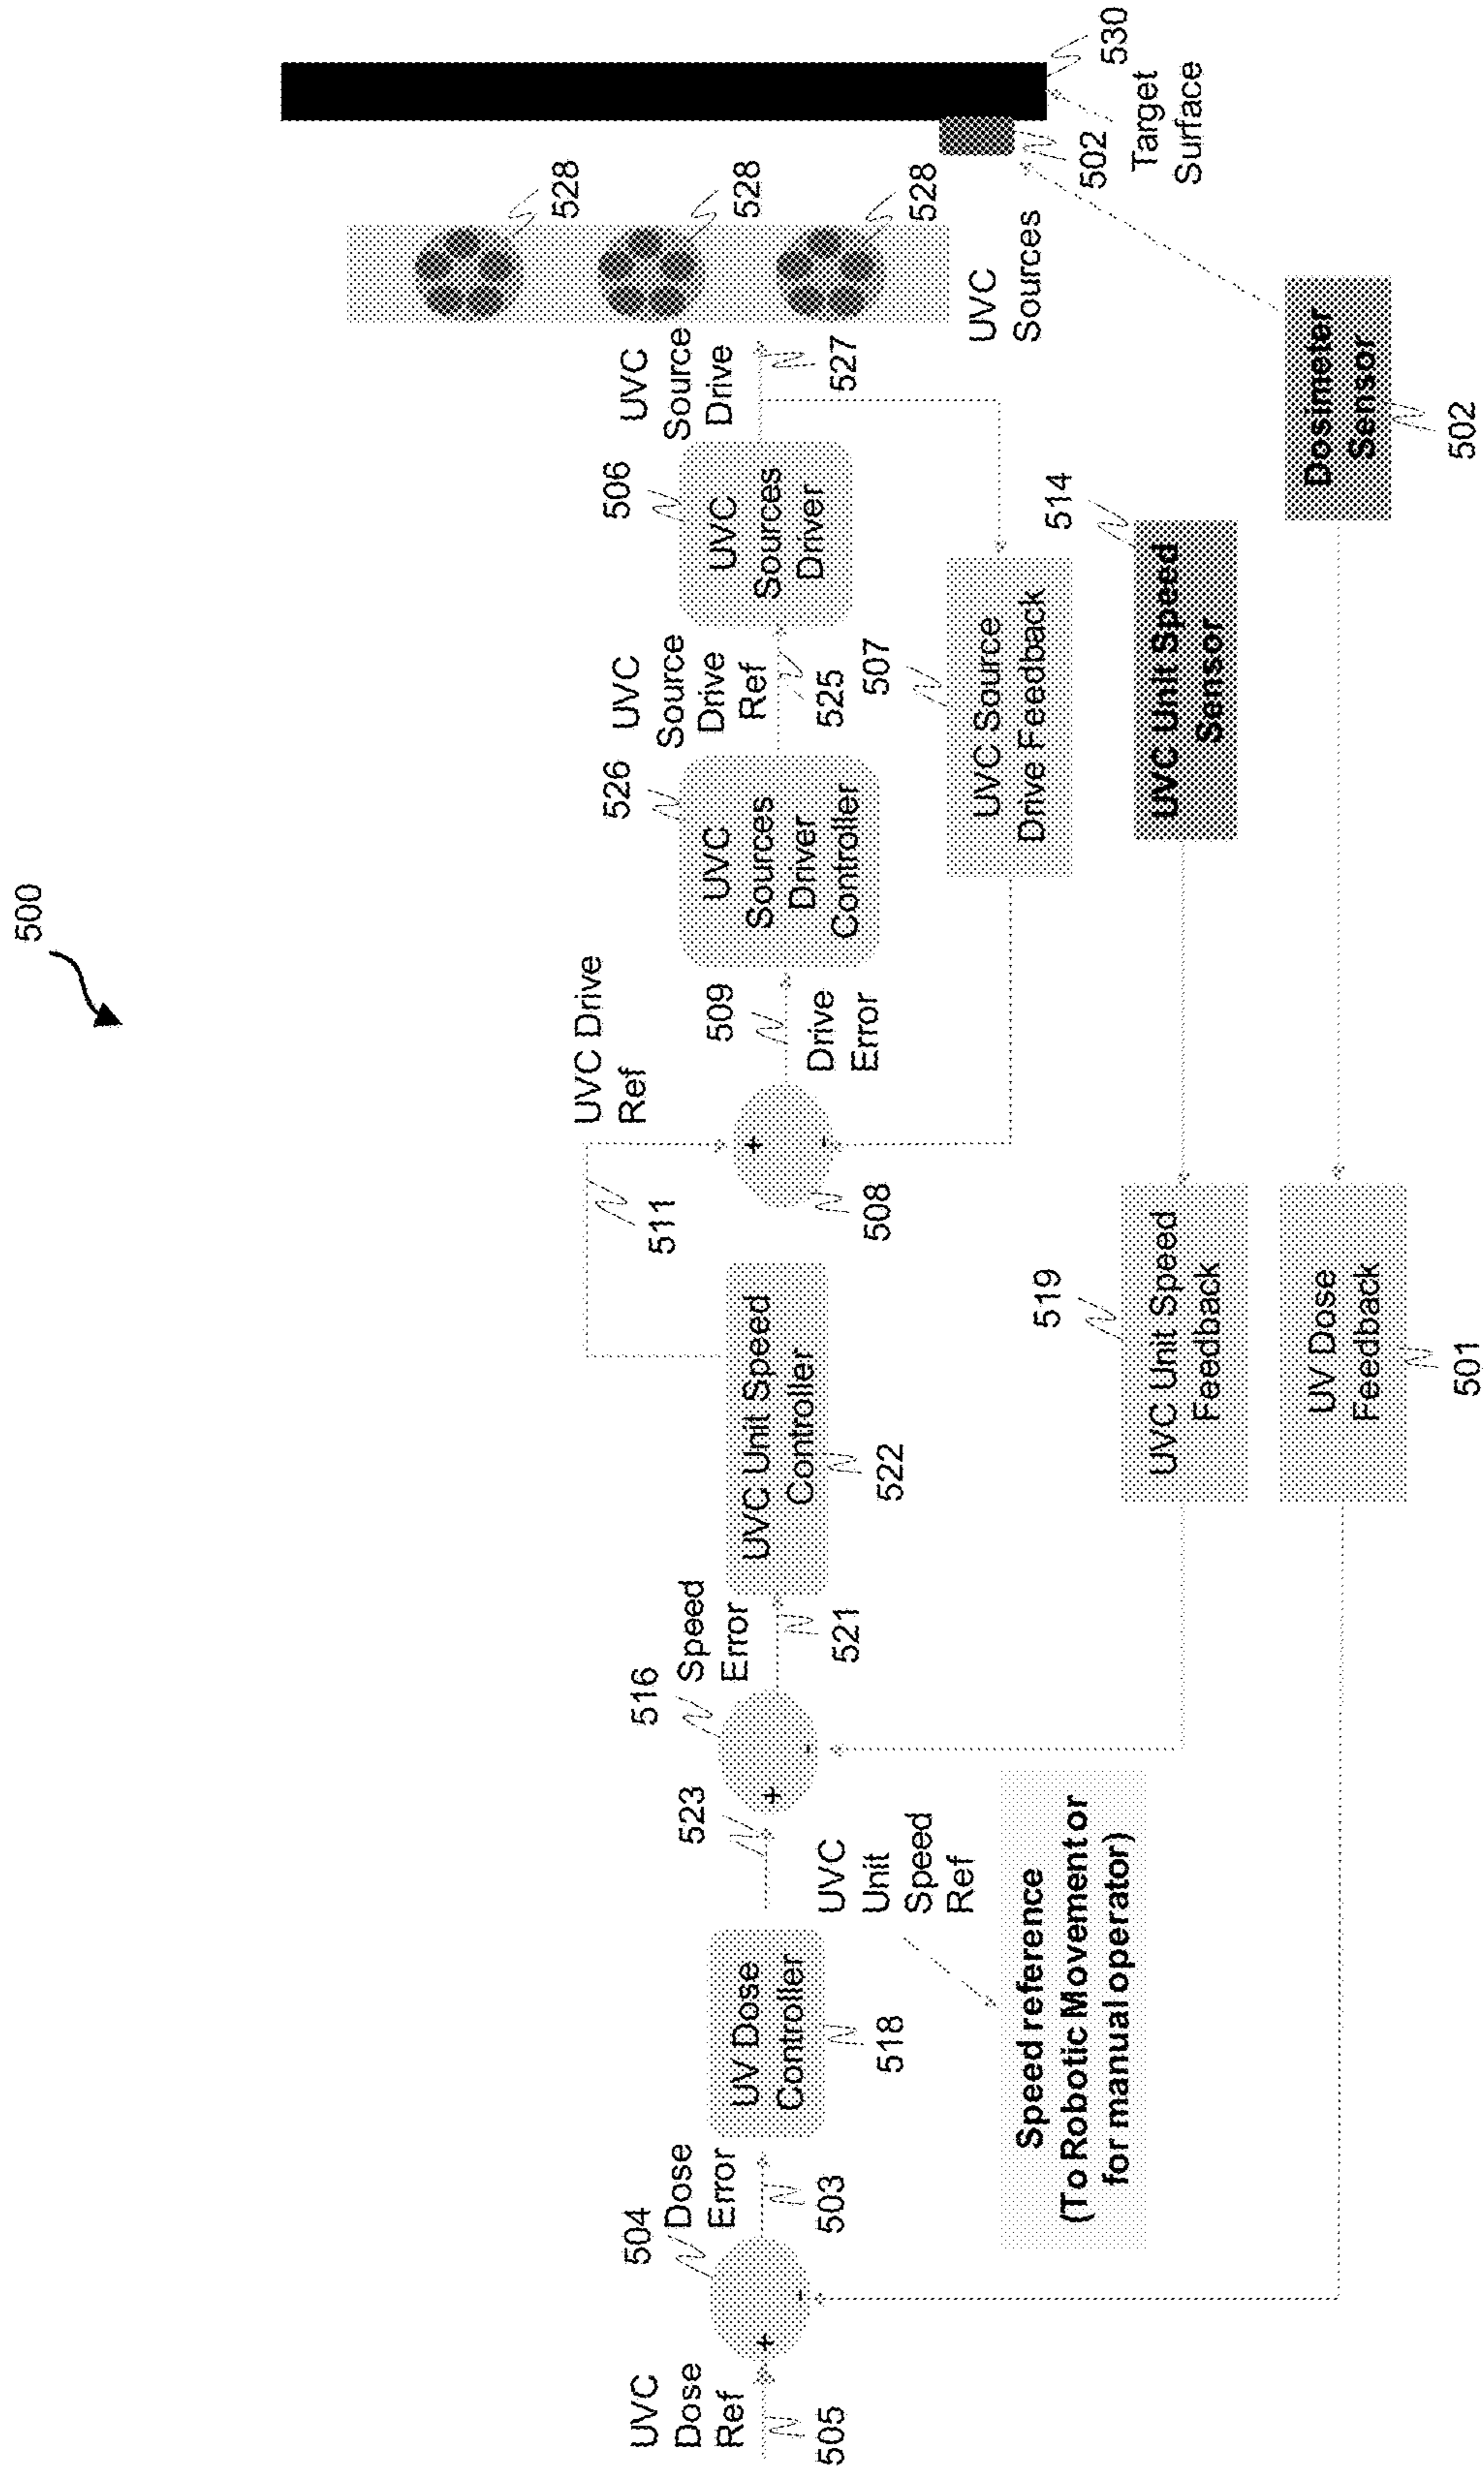 500
UVC
Dose
Ref
505
504
Dose
Error
503
+
-
UV Dose
Controller
518
523
UVC
Unit
Speed
Ref
Speed reference
(To Robotic Movement or
for manual operator)
516
+
-
Speed
Error
521
UVC Unit Speed
Controller
522
511
UVC Drive
Ref
+
-
508
509
Drive
Error
526
UVC
Sources
Driver
Controller
UVC
Source
Drive
Ref
525
506
UVC
Sources
Driver
UVC
Source
Drive
527
528
528
528
UVC
Sources
502
Target
Surface
530
507
UVC Source
Drive Feedback
514
UVC Unit Speed
Sensor
519
UVC Unit Speed
Feedback
Dosimeter
Sensor
502
UV Dose
Feedback
501